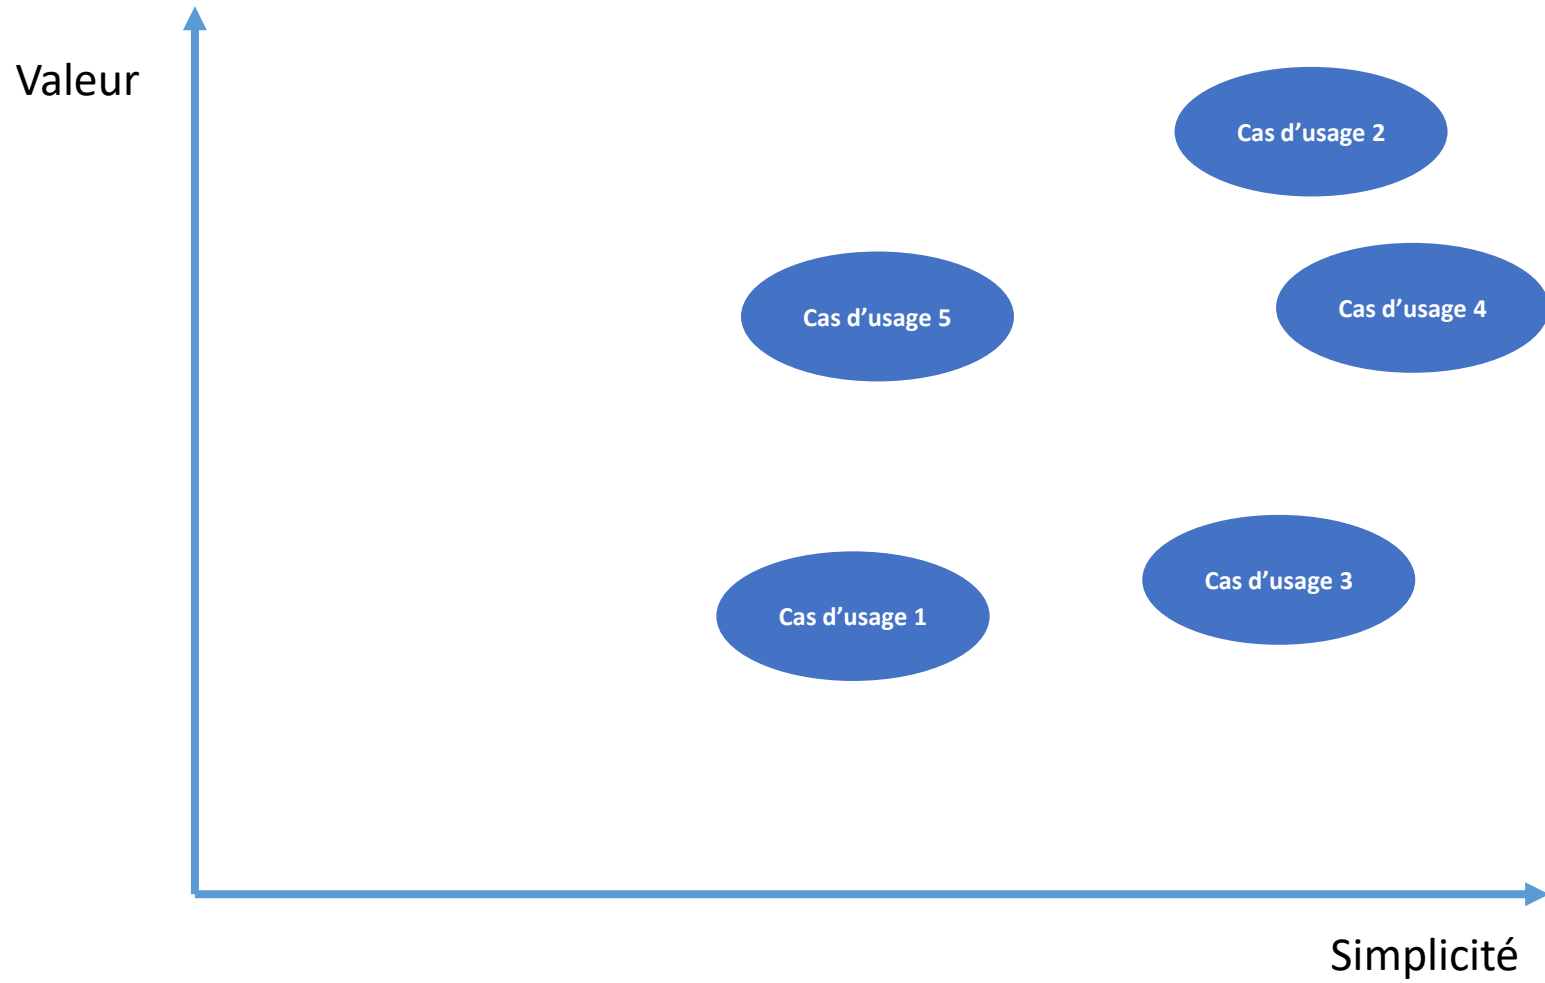 Valeur
Cas d’usage 2
Cas d’usage 4
Cas d’usage 5
Cas d’usage 3
Cas d’usage 1
Simplicité